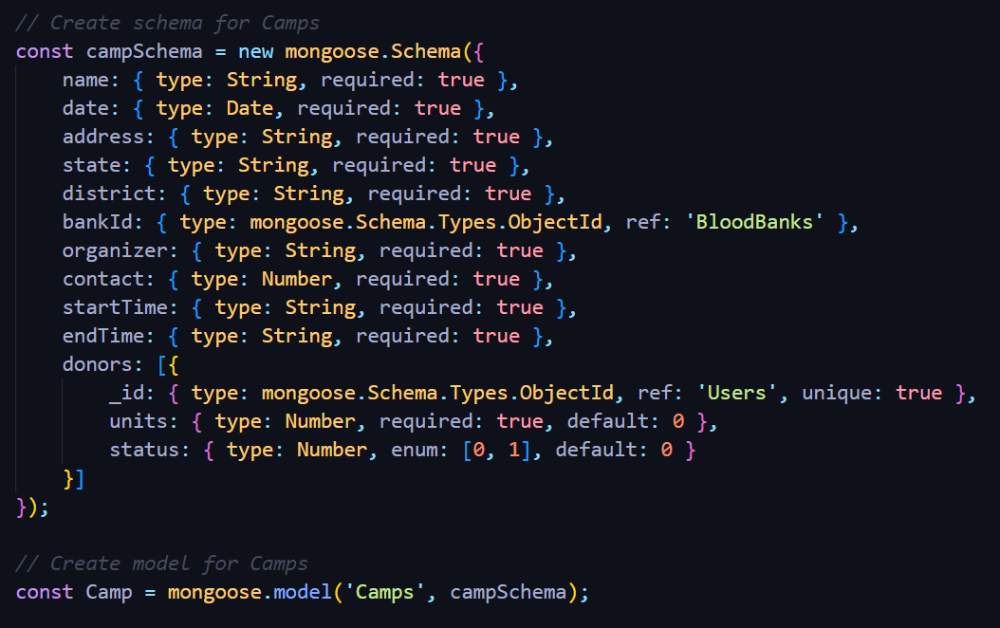 // Create schema for Camps
const campSchema = new mongoose.Schema({
    name: { type: String, required: true },
    date: { type: Date, required: true },
    address: { type: String, required: true },
    state: { type: String, required: true },
    district: { type: String, required: true },
    bankId: { type: mongoose.Schema.Types.ObjectId, ref: 'BloodBanks' },
    organizer: { type: String, required: true },
    contact: { type: Number, required: true },
    startTime: { type: String, required: true },
    endTime: { type: String, required: true },
    donors: [{
        _id: { type: mongoose.Schema.Types.ObjectId, ref: 'Users', unique: true },
        units: { type: Number, required: true, default: 0 },
        status: { type: Number, enum: [0, 1], default: 0 }
    }]
});

// Create model for Camps
const Camp = mongoose.model('Camps', campSchema);